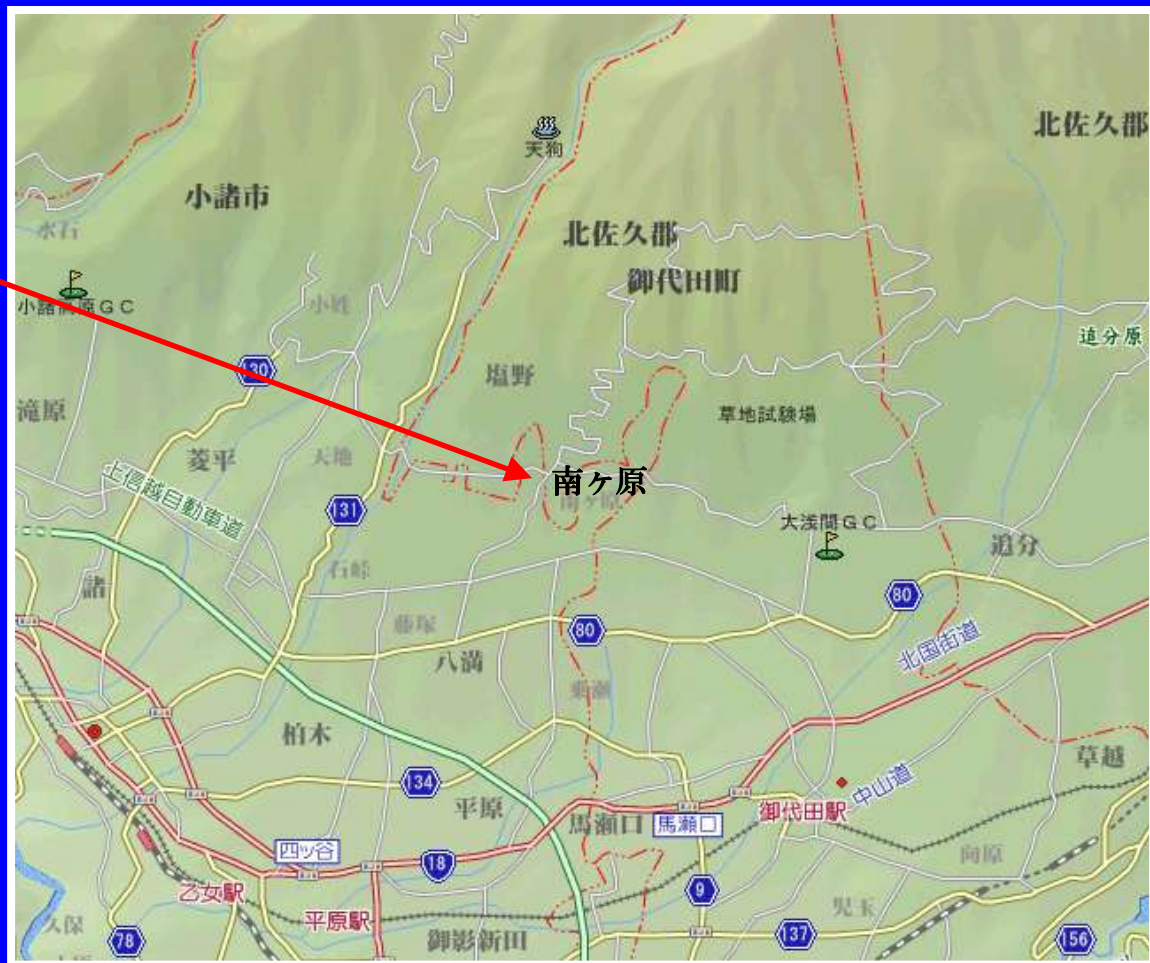 北佐久郡
天狗
小諸市
水石
北佐久郡
御代田町
小諸高原GC
小姓
追分原
130
塩野
滝原
草地試験場
菱平
天地
南ヶ原
南ヶ原
上信越自動車道
131
大浅間GC
追分
石峠
諸
80
藤塚
80
北国街道
八満
乗瀬
柏木
草越
134
中山道
平原
御代田駅
馬瀬口
馬瀬口
四ッ谷
18
向原
乙女駅
9
児玉
平原駅
久保
78
御影新田
137
156